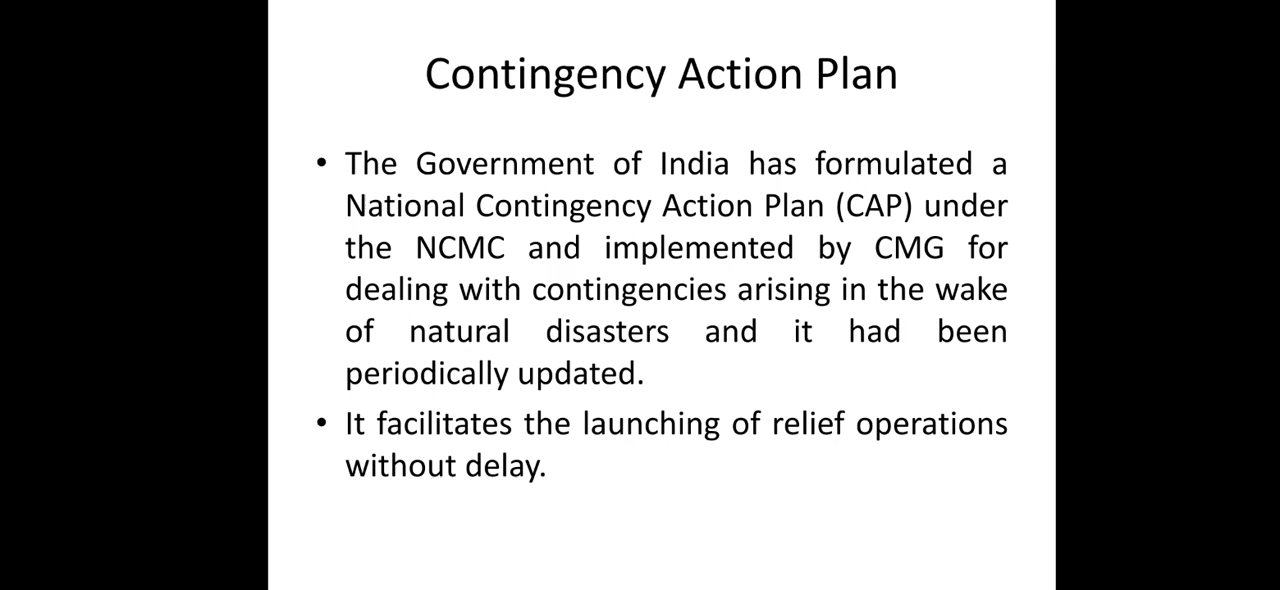 Contingency Action Plan
• The Government of India has formulated a
National Contingency Action Plan (CAP) under
the NCMC and implemented by CMG for
dealing with contingencies arising in the wake
of natural disasters and it had been
periodically updated.
• It facilitates the launching of relief operations
without delay.